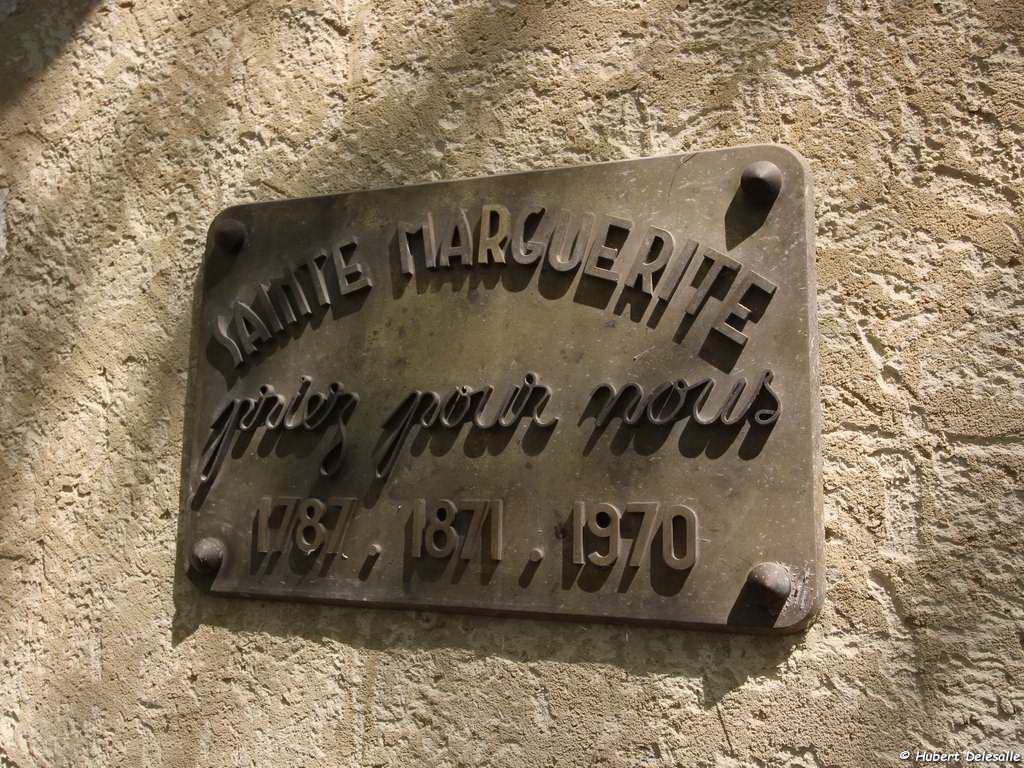 SAINTE MARGUERITE
priez pour nous
1787 . 1871 . 1970
© Hubert Delesalle